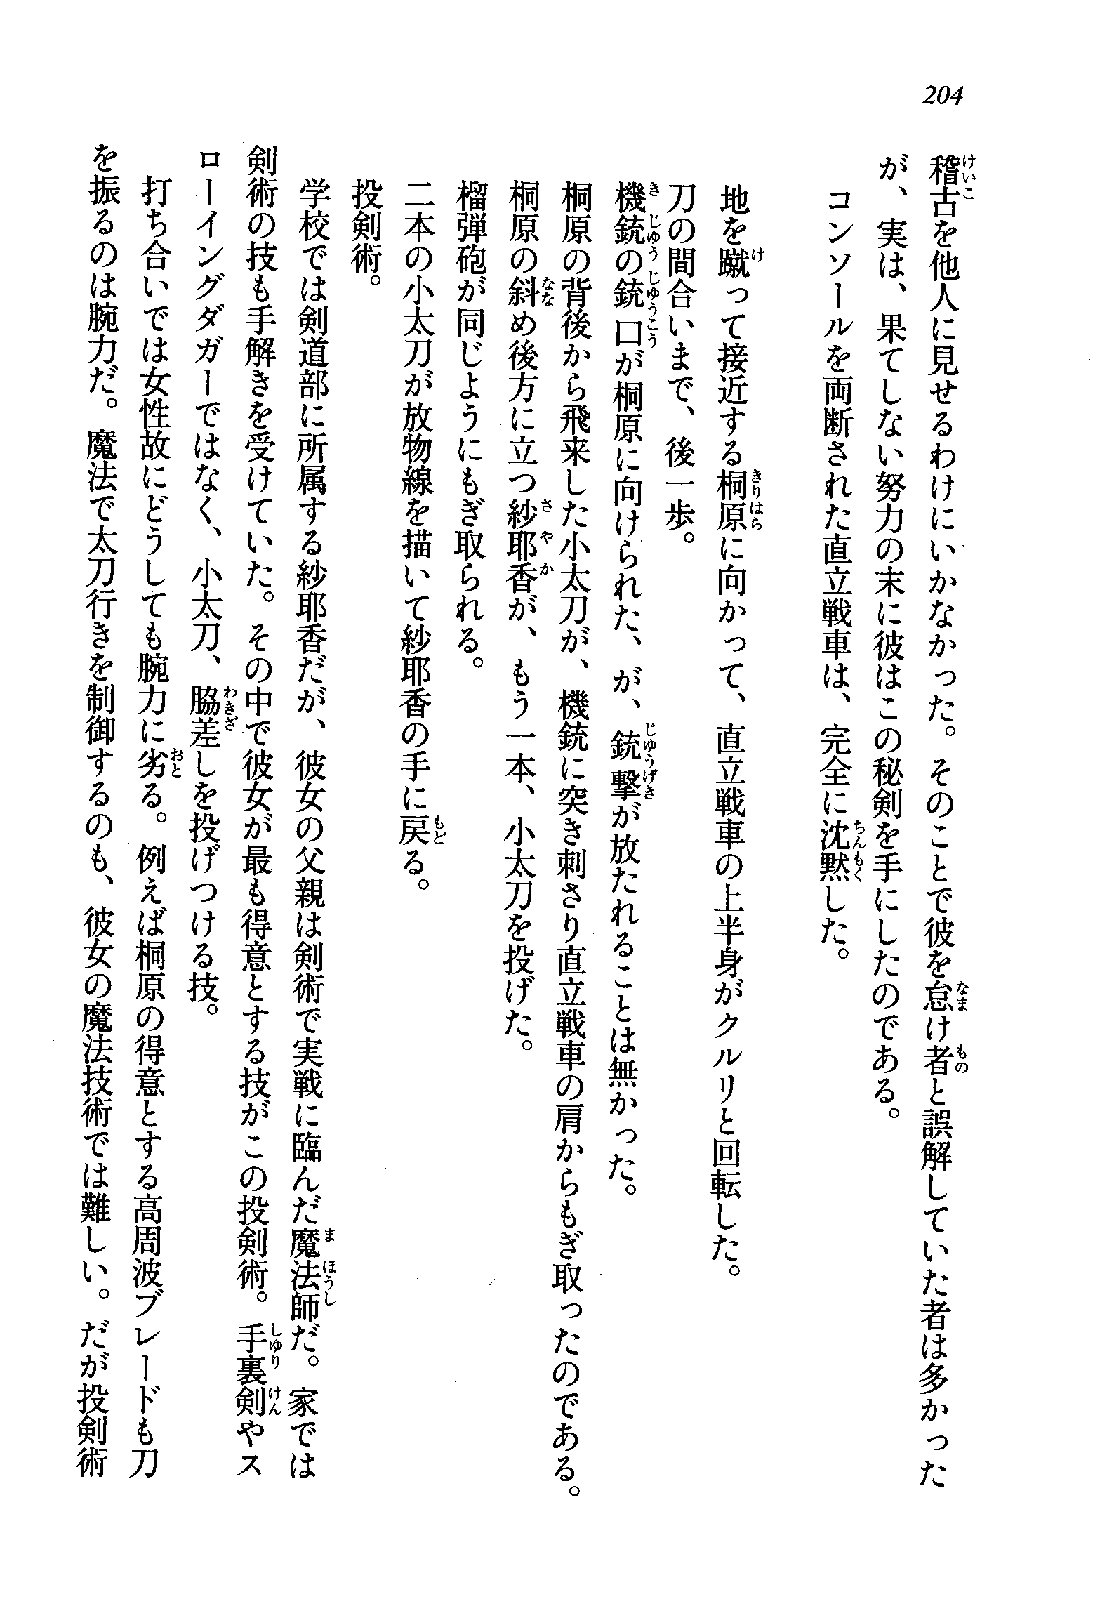 204
稽古を他人に見せるわけにいかなかった。そのことで彼を怠け者と誤解していた者は多かった
が、実は、果てしない努力の末に彼はこの秘剣を手にしたのである。
コンソールを両断された直立戦車は、完全に沈黙した。
地を蹴って接近する桐原に向かって、直立戦車の上半身がクルリと回転した。
刀の間合いまで、後一歩。
機銃の銃口が桐原に向けられた、が、銃撃が放たれることは無かった。
桐原の背後から飛来した小太刀が、機銃に突き刺さり直立戦車の肩からもぎ取ったのである。
桐原の斜め後方に立つ紗耶香が、もう一本、小太刀を投げた。
榴弾砲が同じようにもぎ取られる。
二本の小太刀が放物線を描いて紗耶香の手に戻る。
投剣術。
学校では剣道部に所属する紗耶香だが、彼女の父親は剣術で実戦に臨んだ魔法師だ。家では
剣術の技も手解きを受けていた。その中で彼女が最も得意とする技がこの投剣術。手裏剣やス
ローイングダガーではなく、小太刀、脇差しを投げつける技。
打ち合いでは女性故にどうしても腕力に劣る。例えば桐原の得意とする高周波ブレードも刀
を振るのは腕力だ。魔法で太刀行きを制御するのも、彼女の魔法技術では難しい。だが投剣術